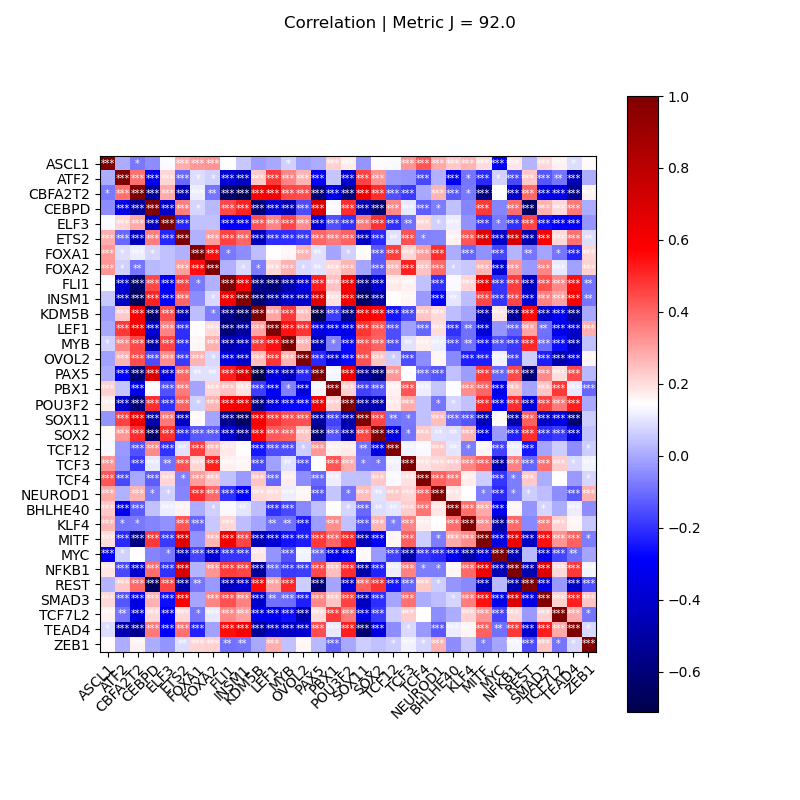 Correlation | Metric J = 92.0
ASCL1
ATF2
CBFA2T2
CEBPD
ELF3
ETS2
FOXA1
FOXA2
FLI1
INSM1
KDM5B
LEF1
MYB
OVOL2
PAX5
PBX1
POU3F2
SOX11
SOX2
TCF12
TCF3
TCF4
NEUROD1
BHLHE40
KLF4
MITF
MYC
NFKB1
REST
SMAD3
TCF7L2
TEAD4
ZEB1
ASCL1
ATF2
CBFA2T2
CEBPD
ELF3
ETS2
FOXA1
FOXA2
FLI1
INSM1
KDM5B
LEF1
MYB
OVOL2
PAX5
PBX1
POU3F2
SOX11
SOX2
TCF12
TCF3
TCF4
NEUROD1
BHLHE40
KLF4
MITF
MYC
NFKB1
REST
SMAD3
TCF7L2
TEAD4
ZEB1
1.0
0.8
0.6
0.4
0.2
0.0
−0.2
−0.4
−0.6